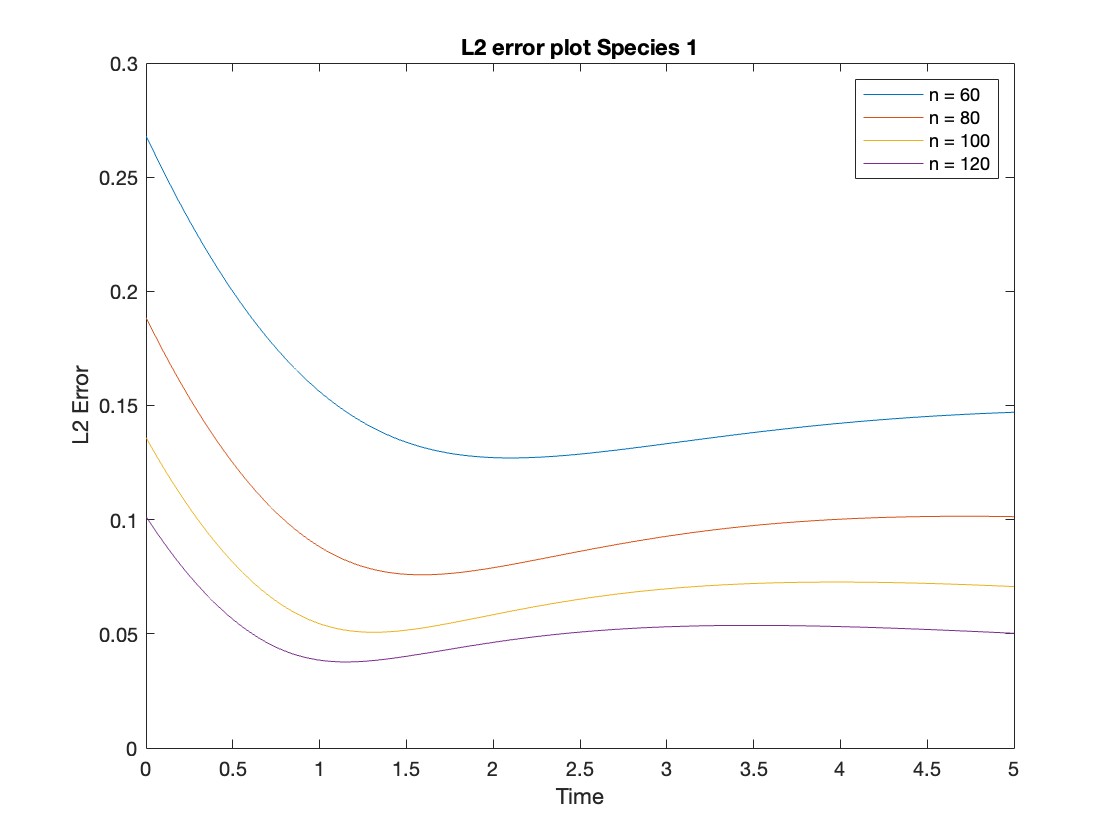 L2 error plot Species 1
0.3
0.25
0.2
0.15
0.1
0.05
0
L2 Error
n = 60
n = 80
n = 100
n = 120
0 0.5 1 1.5 2 2.5 3 3.5 4 4.5 5
Time